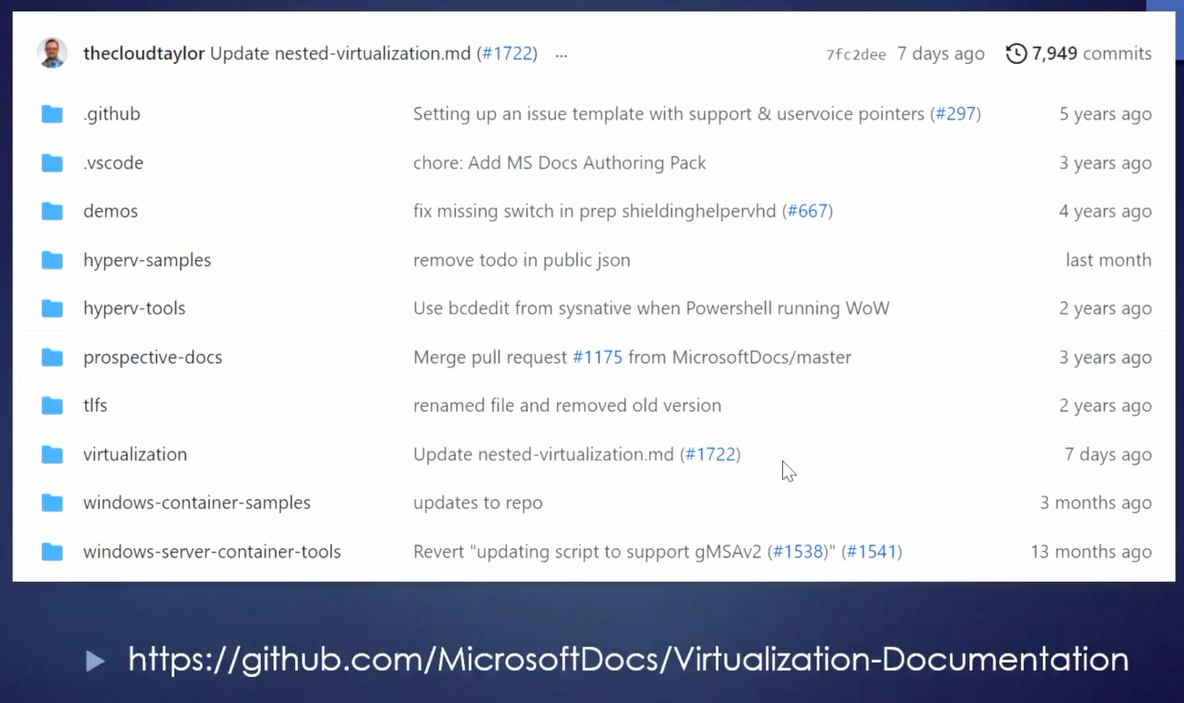 thecloudtaylor Update nested-virtualization.md (#1722) ... 7fc2dee 7 days ago 7,949 commits
.github Setting up an issue template with support & uservoice pointers (#297) 5 years ago
.vscode chore: Add MS Docs Authoring Pack 3 years ago
demos fix missing switch in prep shieldinghelpervhd (#667) 4 years ago
hyperv-samples remove todo in public json last month
hyperv-tools Use bcdedit from sysnative when Powershell running WoW 2 years ago
prospective-docs Merge pull request #1175 from MicrosoftDocs/master 3 years ago
tlfs renamed file and removed old version 2 years ago
virtualization Update nested-virtualization.md (#1722) 7 days ago
windows-container-samples updates to repo 3 months ago
windows-server-container-tools Revert "updating script to support gMSAv2 (#1538)" (#1541) 13 months ago
https://github.com/MicrosoftDocs/Virtualization-Documentation